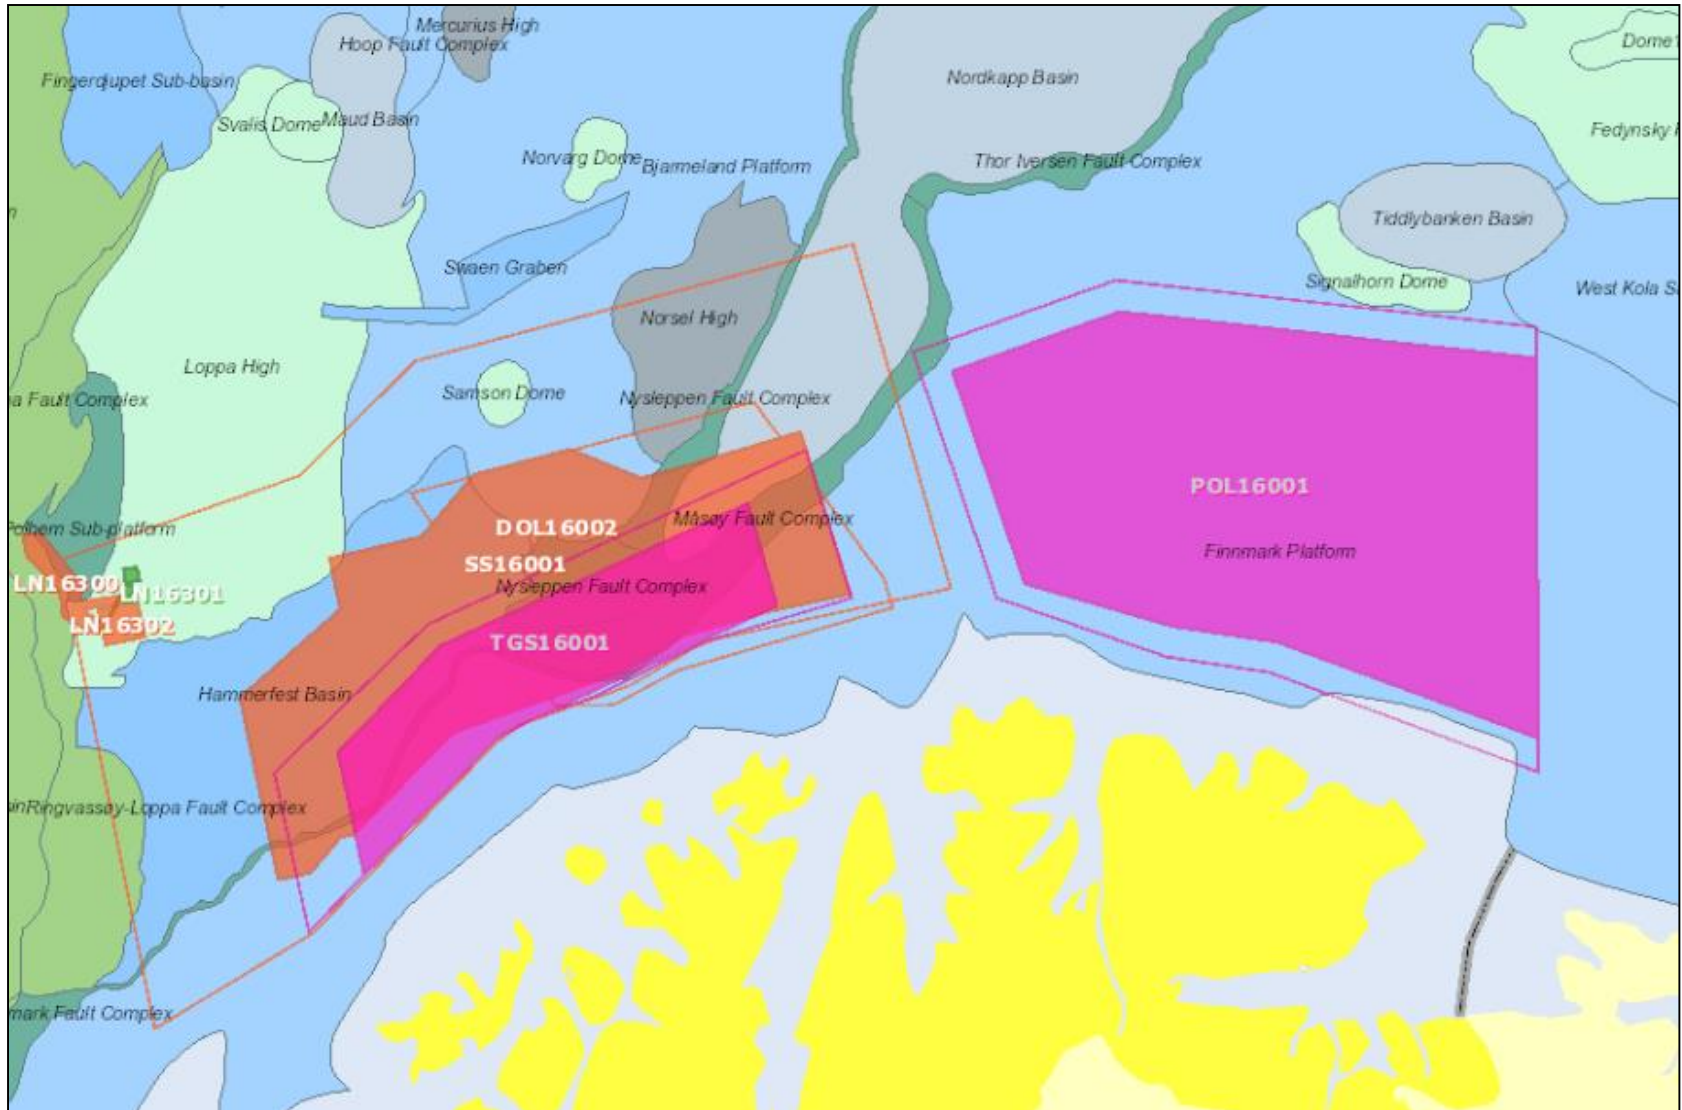 Mercurius High
Hoop Fault Complex
Dome
Fingerdjupet Sub-basin
Nordkapp Basin
Svalis Dome
Maud Basin
Fedynsky
Norvarg Dome
Bjarmeland Platform
Thor Iversen Fault Complex
Tiddlybanken Basin
Swaen Graben
Signalhorn Dome
West Kola S
Norsel High
Loppa High
Samson Dome
Nysleppen Fault Complex
a Fault Complex
POL16001
Måsøy Fault Complex
DOL16002
Polhem Sub-platform
Finnmark Platform
SS16001
LN16300
LN16301
Nysleppen Fault Complex
LN16302
TGS16001
Hammerfest Basin
Ringvassøy-Loppa Fault Complex
mark Fault Complex